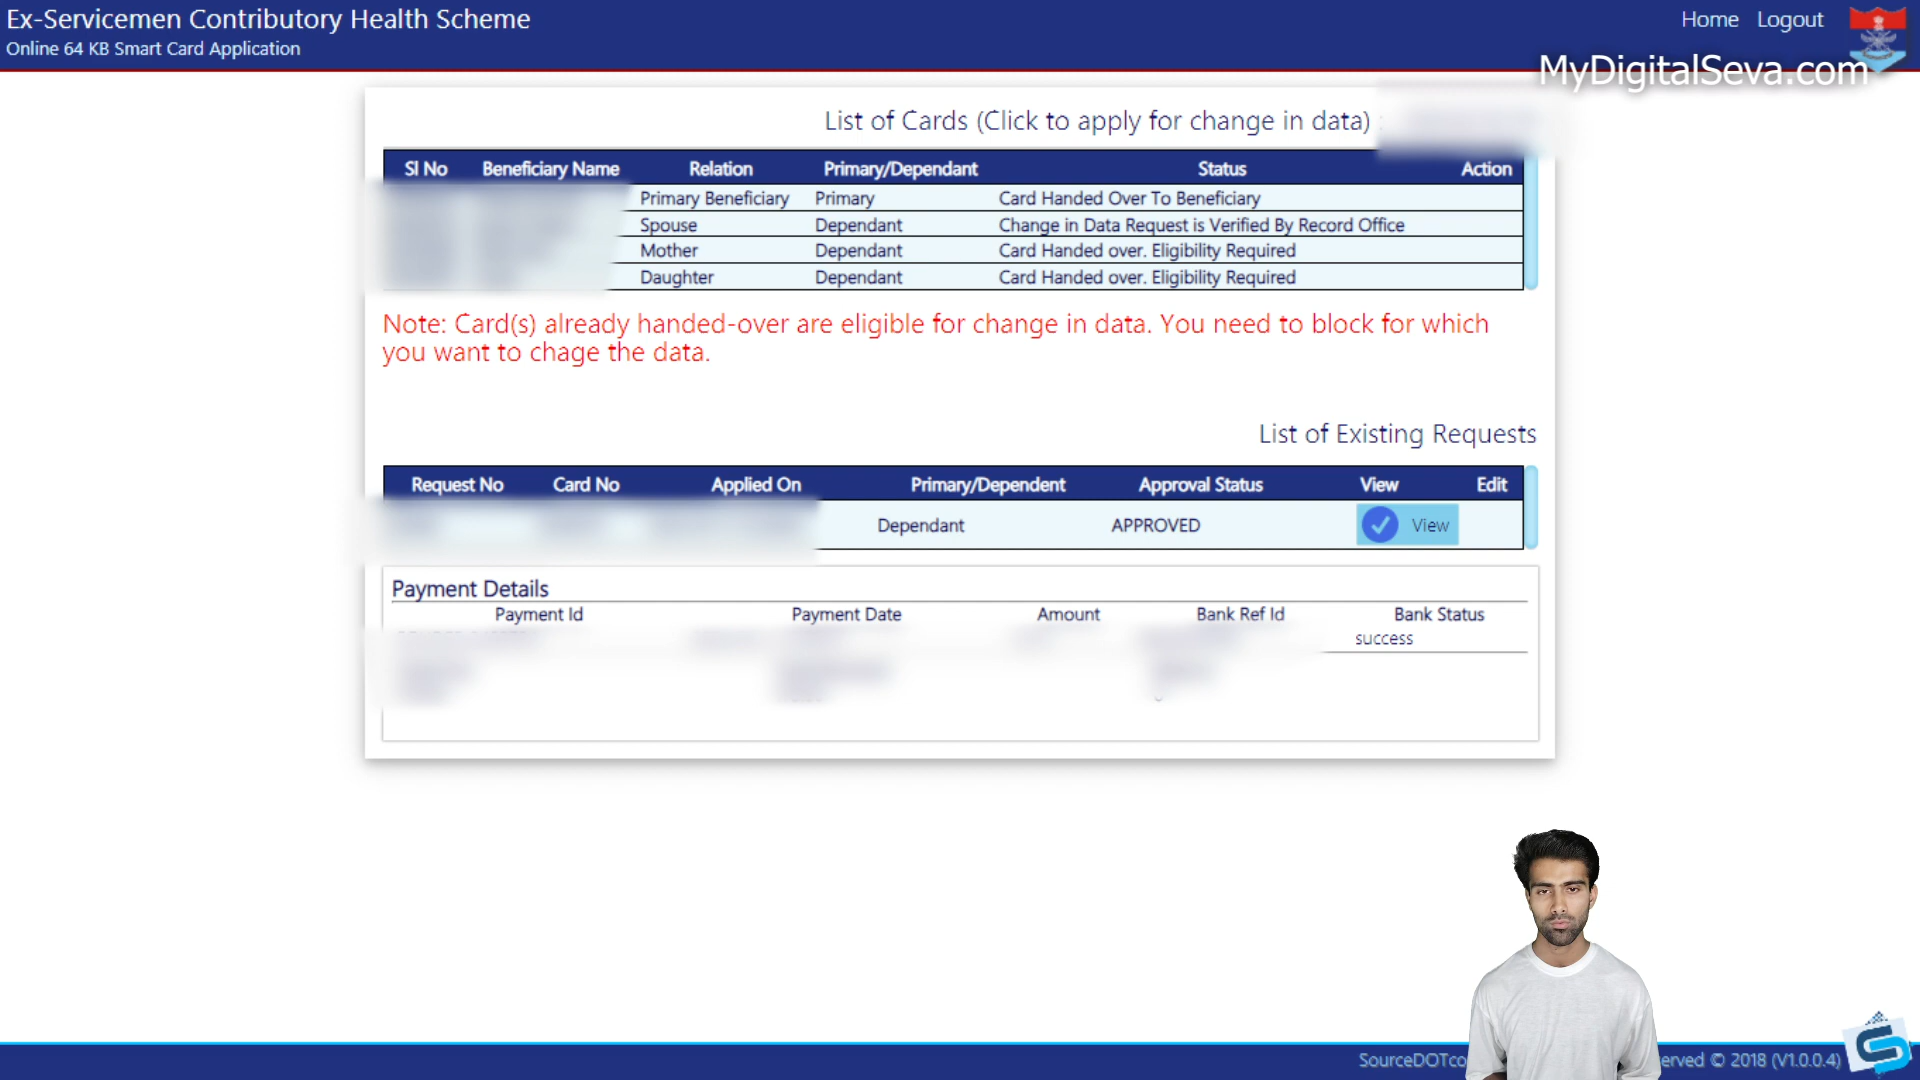 Ex-Servicemen Contributory Health Scheme
Online 64 KB Smart Card Application
Home Logout
MyDigitalSeva.com
List of Cards (Click to apply for change in data)
Sl No Beneficiary Name Relation Primary/Dependant Status Action
Primary Beneficiary Primary Card Handed Over To Beneficiary
Spouse Dependant Change in Data Request is Verified By Record Office
Mother Dependant Card Handed over. Eligibility Required
Daughter Dependant Card Handed over. Eligibility Required
Note: Card(s) already handed-over are eligible for change in data. You need to block for which
you want to chage the data.
List of Existing Requests
Request No Card No Applied On Primary/Dependent Approval Status View Edit
Dependant APPROVED View
Payment Details
Payment Id Payment Date Amount Bank Ref Id Bank Status
success
SourceDOTco erved © 2018 (V1.0.0.4)